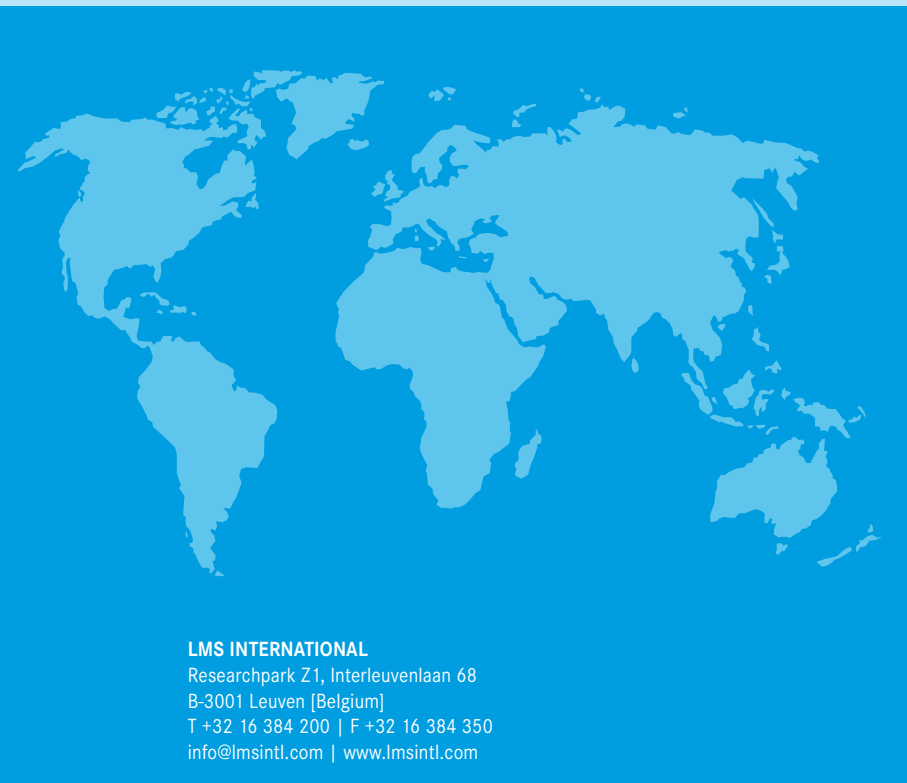 LMS INTERNATIONAL
Researchpark Z1, Interleuvenlaan 68
B-3001 Leuven [Belgium]
T +32 16 384 200 | F +32 16 384 350
info@lmsintl.com | www.lmsintl.com